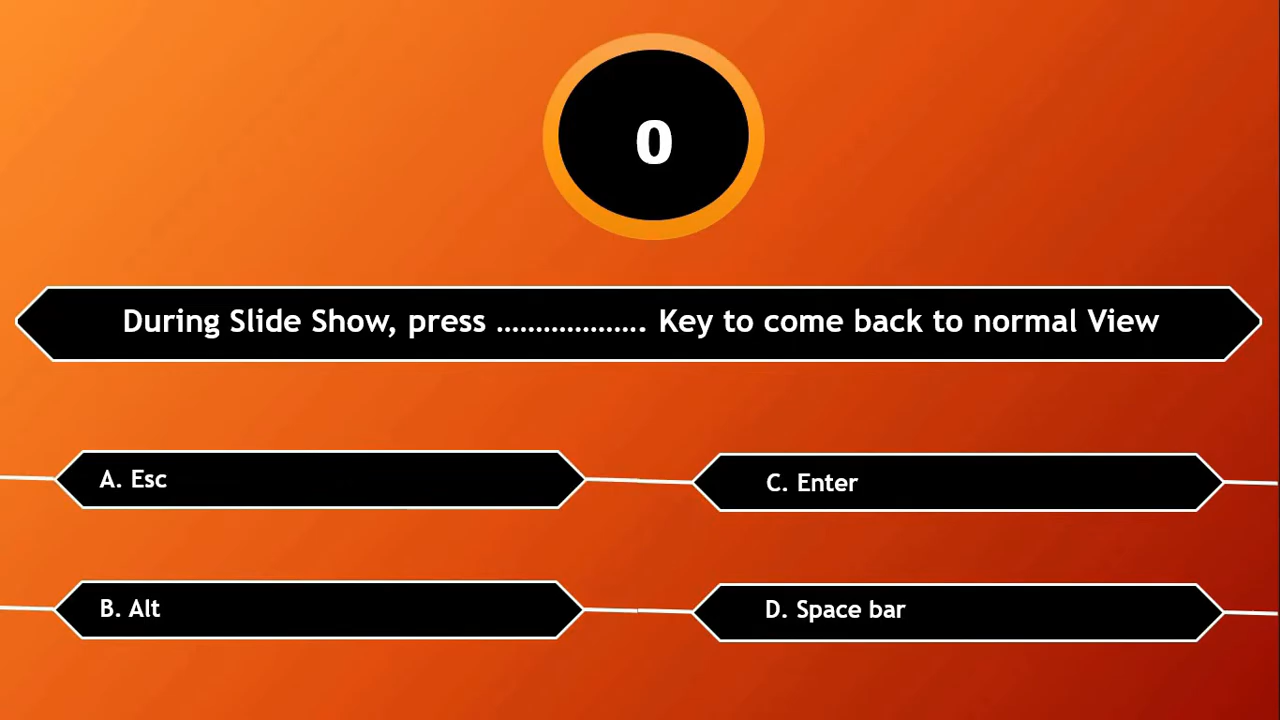 0
During Slide Show, press ................... Key to come back to normal View
A. Esc
C. Enter
B. Alt
D. Space bar